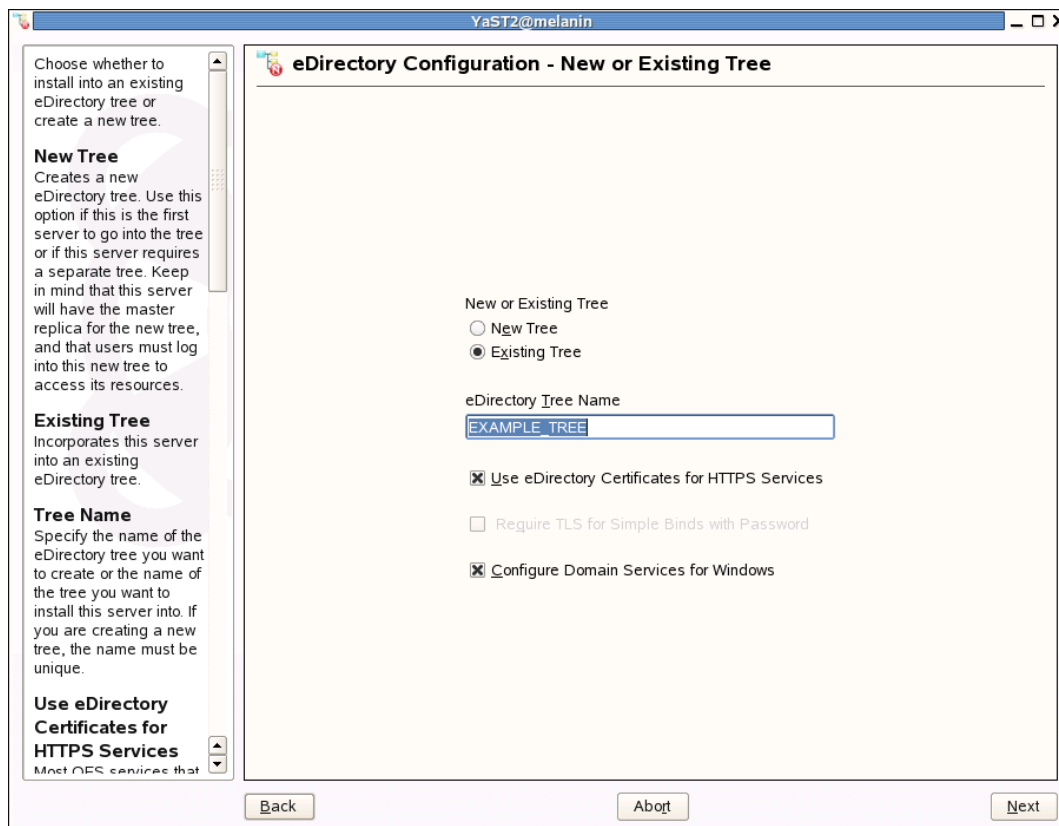 YaST2@melanin
Choose whether to
install into an existing
eDirectory tree or
create a new tree.
New Tree
Creates a new
eDirectory tree. Use this
option if this is the first
server to go into the tree
or if this server requires
a separate tree. Keep
in mind that this server
will have the master
replica for the new tree,
and that users must log
into this new tree to
access its resources.
Existing Tree
Incorporates this server
into an existing
eDirectory tree.
Tree Name
Specify the name of the
eDirectory tree you want
to create or the name of
the tree you want to
install this server into. If
you are creating a new
tree, the name must be
unique.
Use eDirectory
Certificates for
HTTPS Services
Most OES services that
eDirectory Configuration - New or Existing Tree
New or Existing Tree
New Tree
Existing Tree
eDirectory Tree Name
EXAMPLE_TREE
Use eDirectory Certificates for HTTPS Services
Require TLS for Simple Binds with Password
Configure Domain Services for Windows
Back
Abort
Next